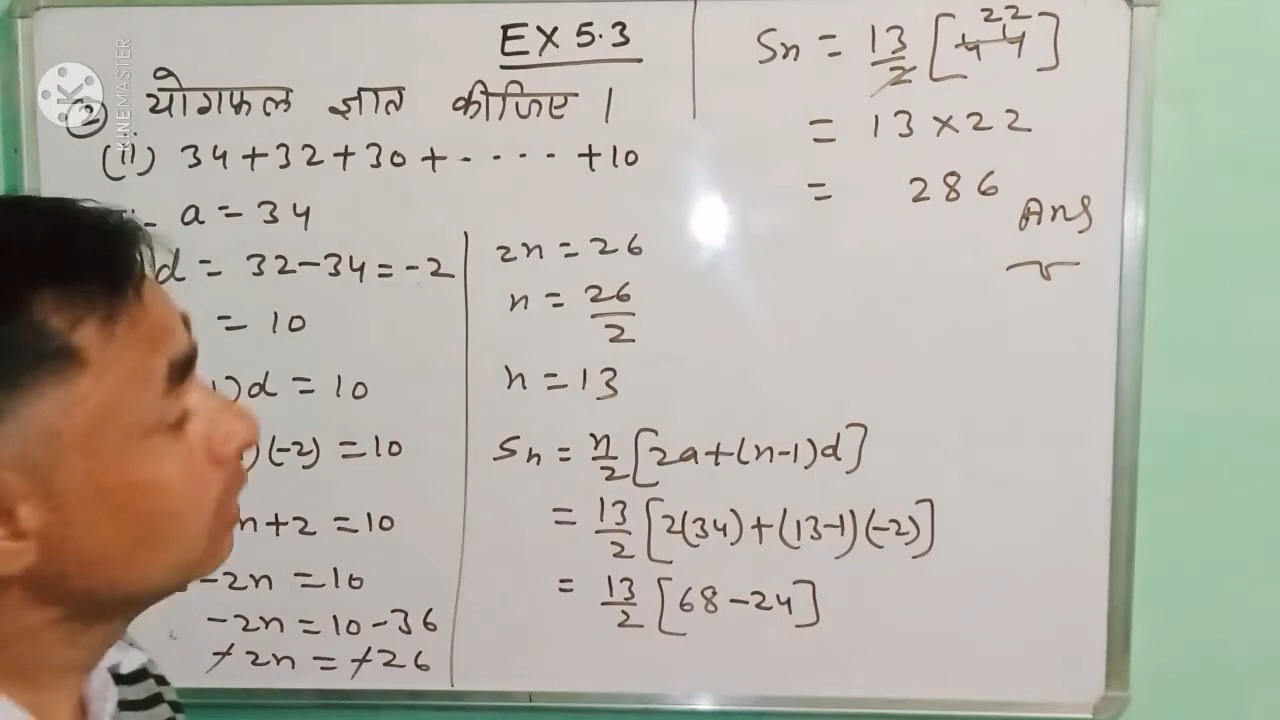 KINEMASTER
EX 5.3
② योगफल ज्ञात कीजिए ।
(ii) 34+32+30+.....+10
a = 34
d = 32-34 = -2
= 10
)d = 10
)(-2) = 10
n+2 = 10
-2n = 10
-2n = 10-36
-2n = -26
2n = 26
n = 26/2
n = 13
Sn = n/2 [2a+(n-1)d]
= 13/2 [2(34)+(13-1)(-2)]
= 13/2 [68-24]
Sn = 13/2 [44] 22
= 13×22
= 286
Ans